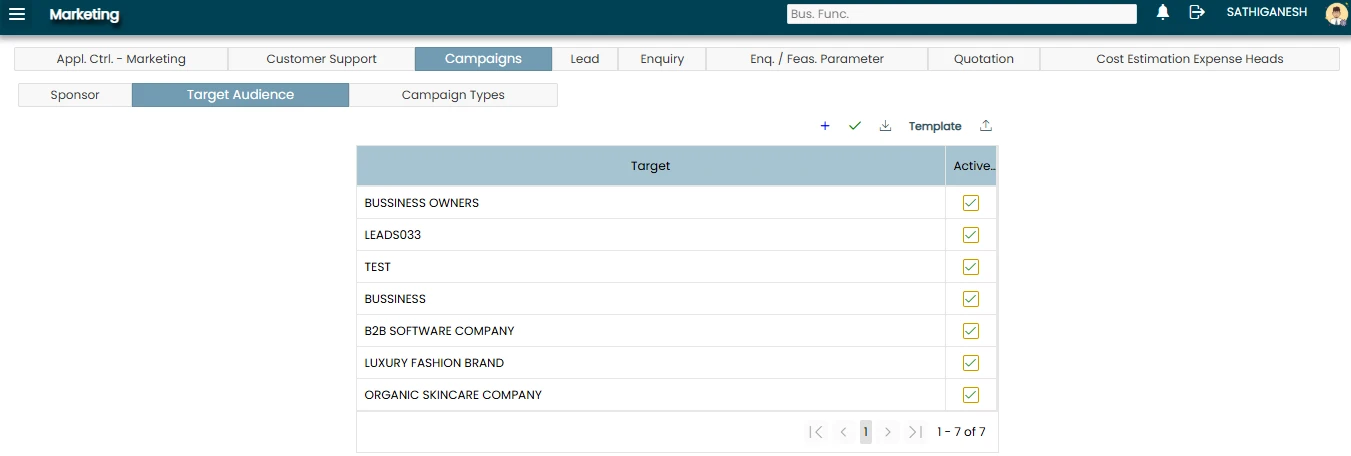 Marketing Bus. Func. SATHIGANESH
Appl. Ctrl. - Marketing Customer Support Campaigns Lead Enquiry Enq. / Feas. Parameter Quotation Cost Estimation Expense Heads
Sponsor Target Audience Campaign Types
Template
Target Active..
BUSSINESS OWNERS
LEADS033
TEST
BUSSINESS
B2B SOFTWARE COMPANY
LUXURY FASHION BRAND
ORGANIC SKINCARE COMPANY
1 1 - 7 of 7